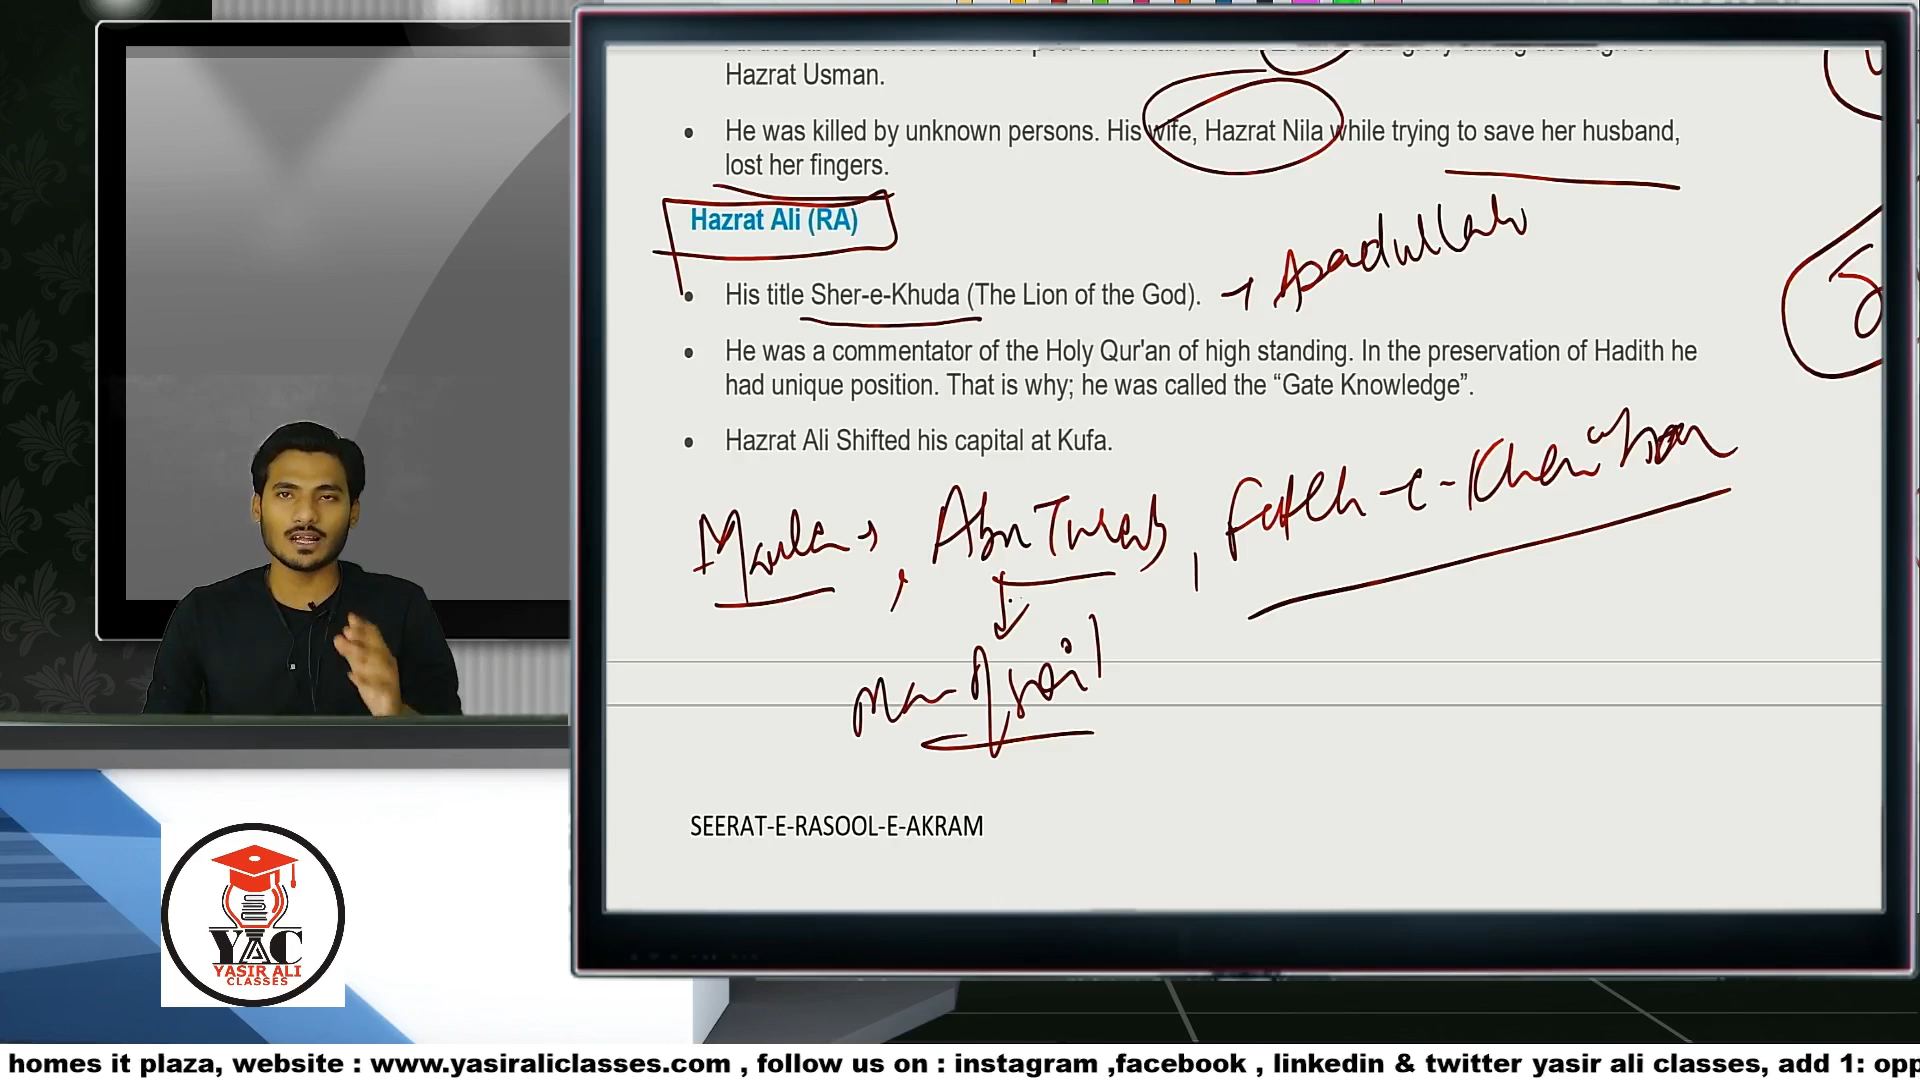 Hazrat Usman.
• He was killed by unknown persons. His wife, Hazrat Nila while trying to save her husband,
lost her fingers.
Hazrat Ali (RA)
Asadullah
• His title Sher-e-Khuda (The Lion of the God).
• He was a commentator of the Holy Qur'an of high standing. In the preservation of Hadith he
had unique position. That is why; he was called the “Gate Knowledge”.
• Hazrat Ali Shifted his capital at Kufa.
Maula, Abu Turab, Fateh-e-Khaibar
SEERAT-E-RASOOL-E-AKRAM
YAC
YASIR ALI
CLASSES
homes it plaza, website : www.yasiraliclasses.com , follow us on : instagram ,facebook , linkedin & twitter yasir ali classes, add 1: opp